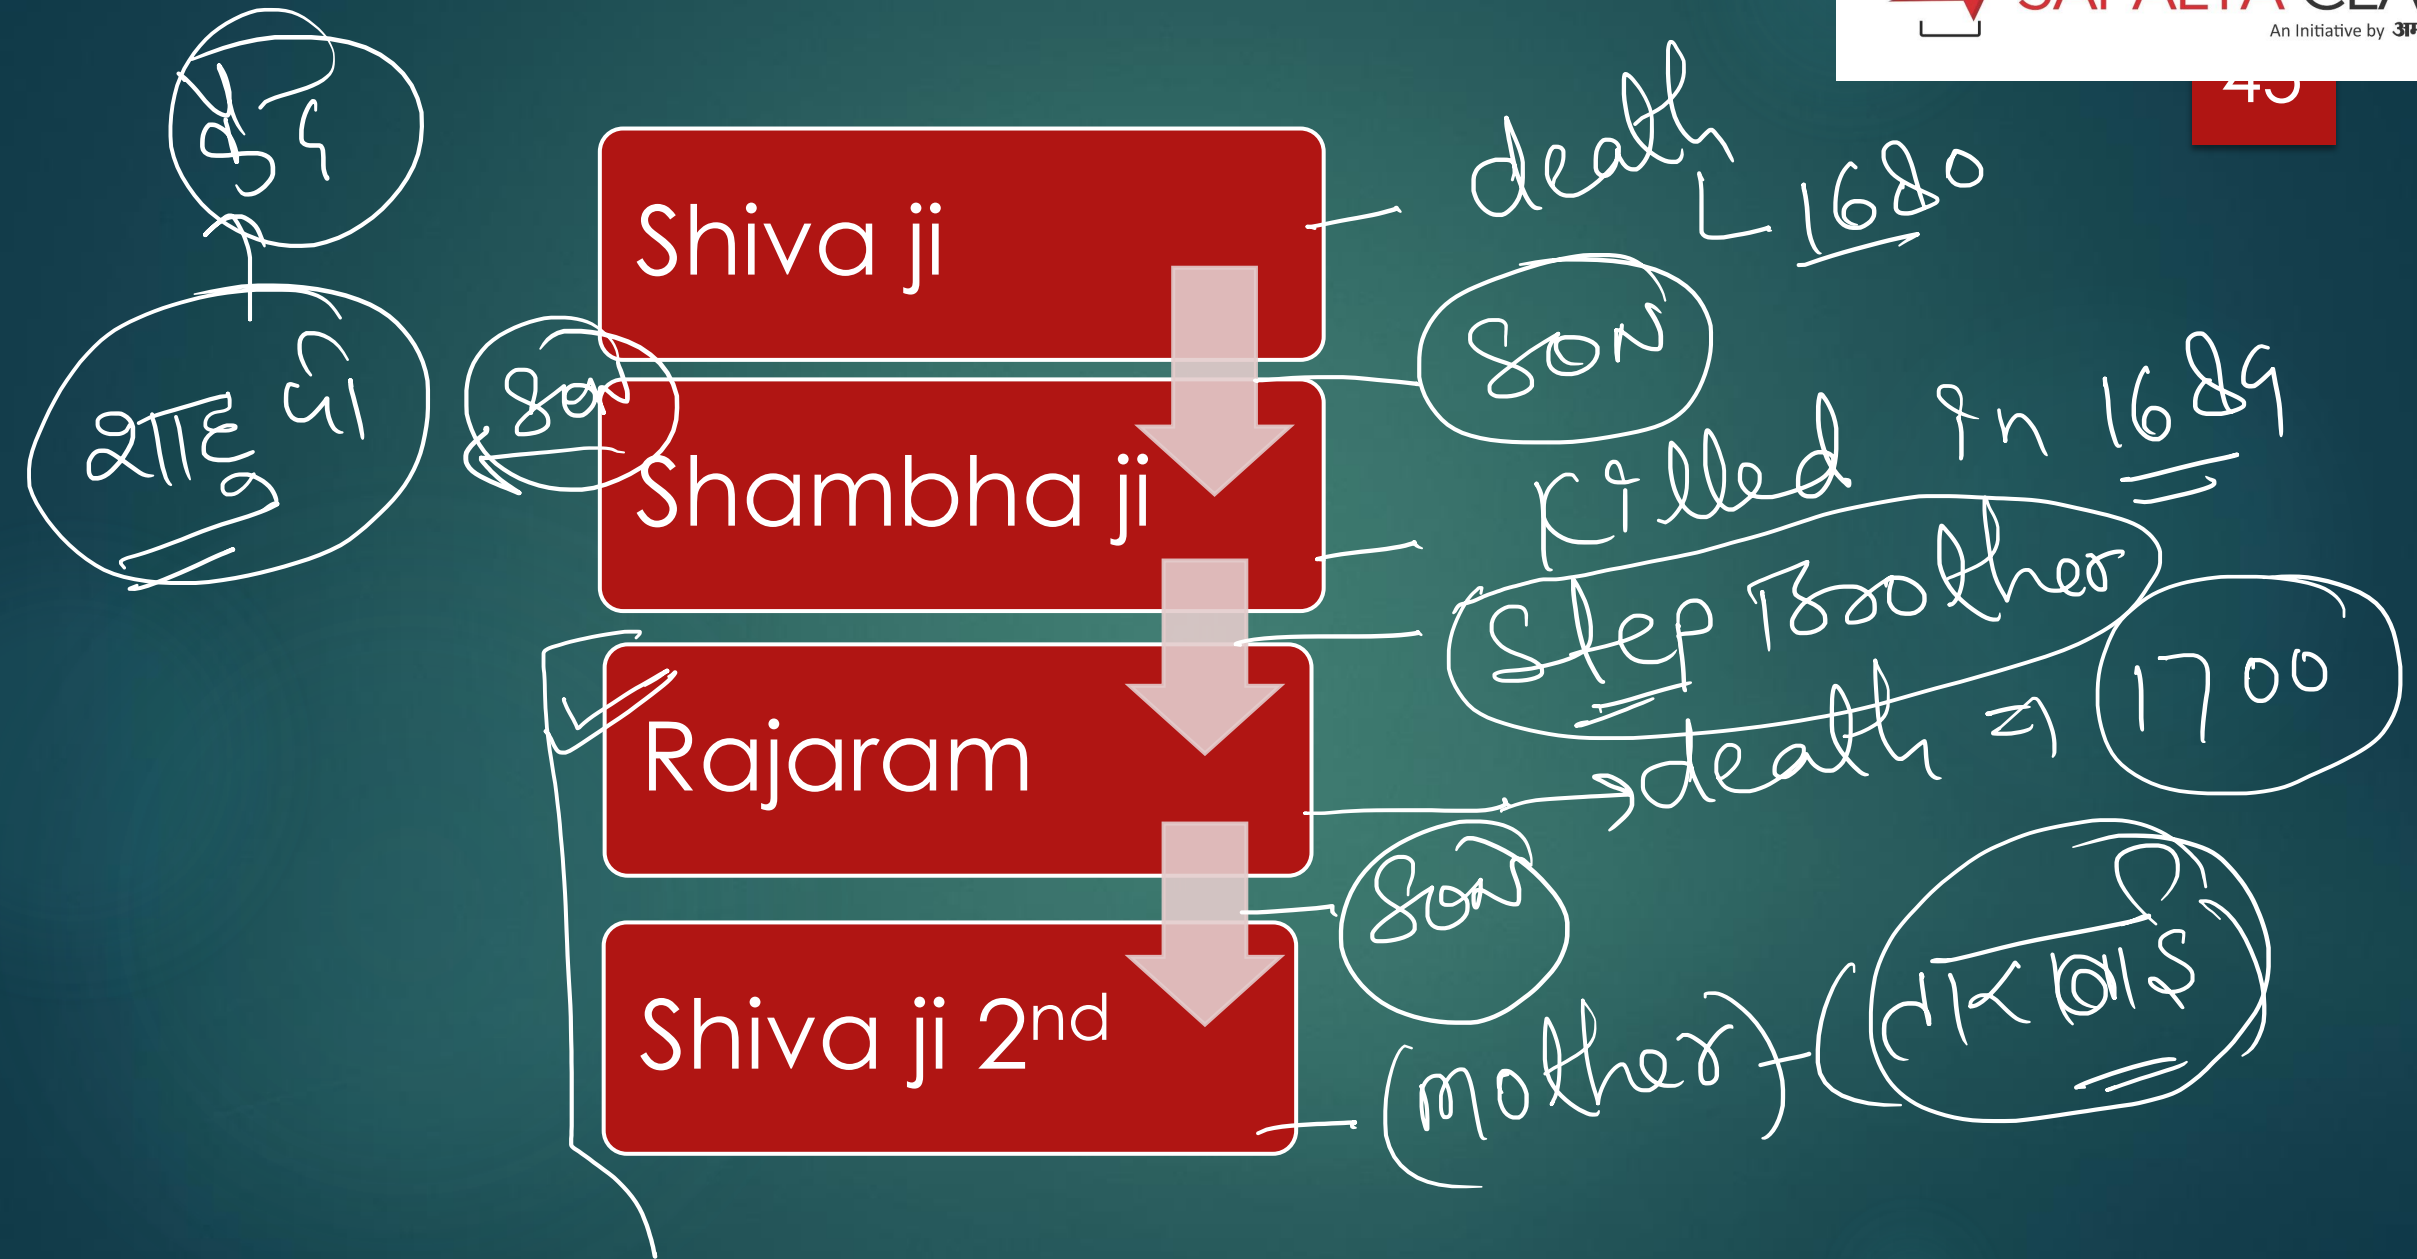 An Initiative by
45
Shiva ji
death
1680
son
son
शाहू जी
Shambha ji
Killed in 1689
Step Brother
Rajaram
death ⇒ 1700
son
Shiva ji 2nd
(mother) - (